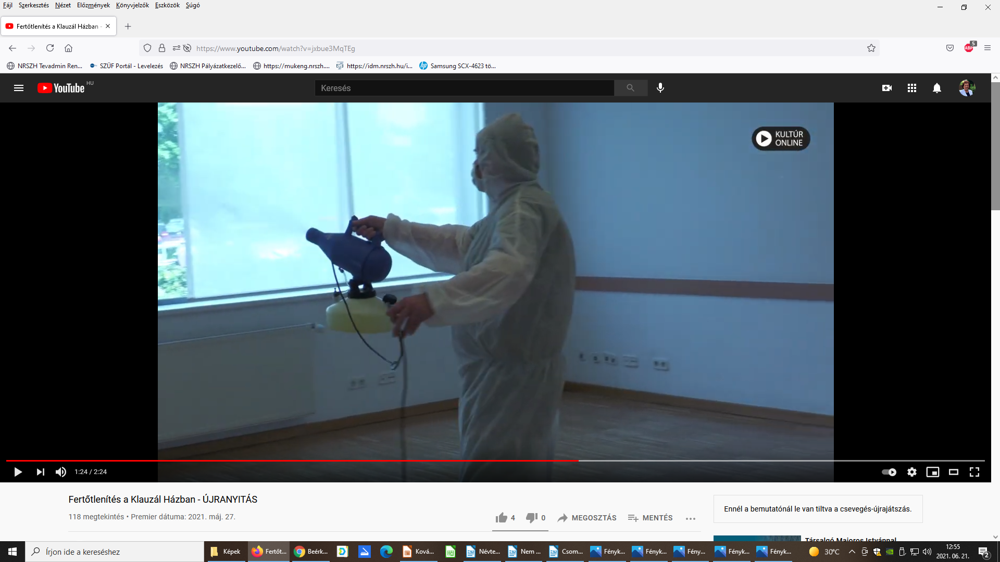 Fájl Szerkesztés Nézet Előzmények Könyvjelzők Eszközök Súgó
Fertőtlenítés a Klauzál Házban -
https://www.youtube.com/watch?v=jxbue3MqTEg
5
ABP
NRSZH Tevadmin Ren... SZÜF Portál - Levelezés NRSZH Pályázatkezelő... https://mukeng.nrszh.... https://idm.nrszh.hu/i... Samsung SCX-4623 tö...
YouTube HU
Keresés
KULTÚR
ONLINE
1:24 / 2:24
Fertőtlenítés a Klauzál Házban - ÚJRANYITÁS
118 megtekintés • Premier dátuma: 2021. máj. 27.
4 0 MEGOSZTÁS MENTÉS
Ennél a bemutatónál le van tiltva a csevegés-újrajátszás.
Társalgó Majoros Istvánnal
Írjon ide a kereséshez
Képek Fertőt... Beérk... Ková... Névte... Nem ... Csom... Fényk... Fényk... Fény... Fényk... Fényk...
30°C
12:55
2021. 06. 21.
2